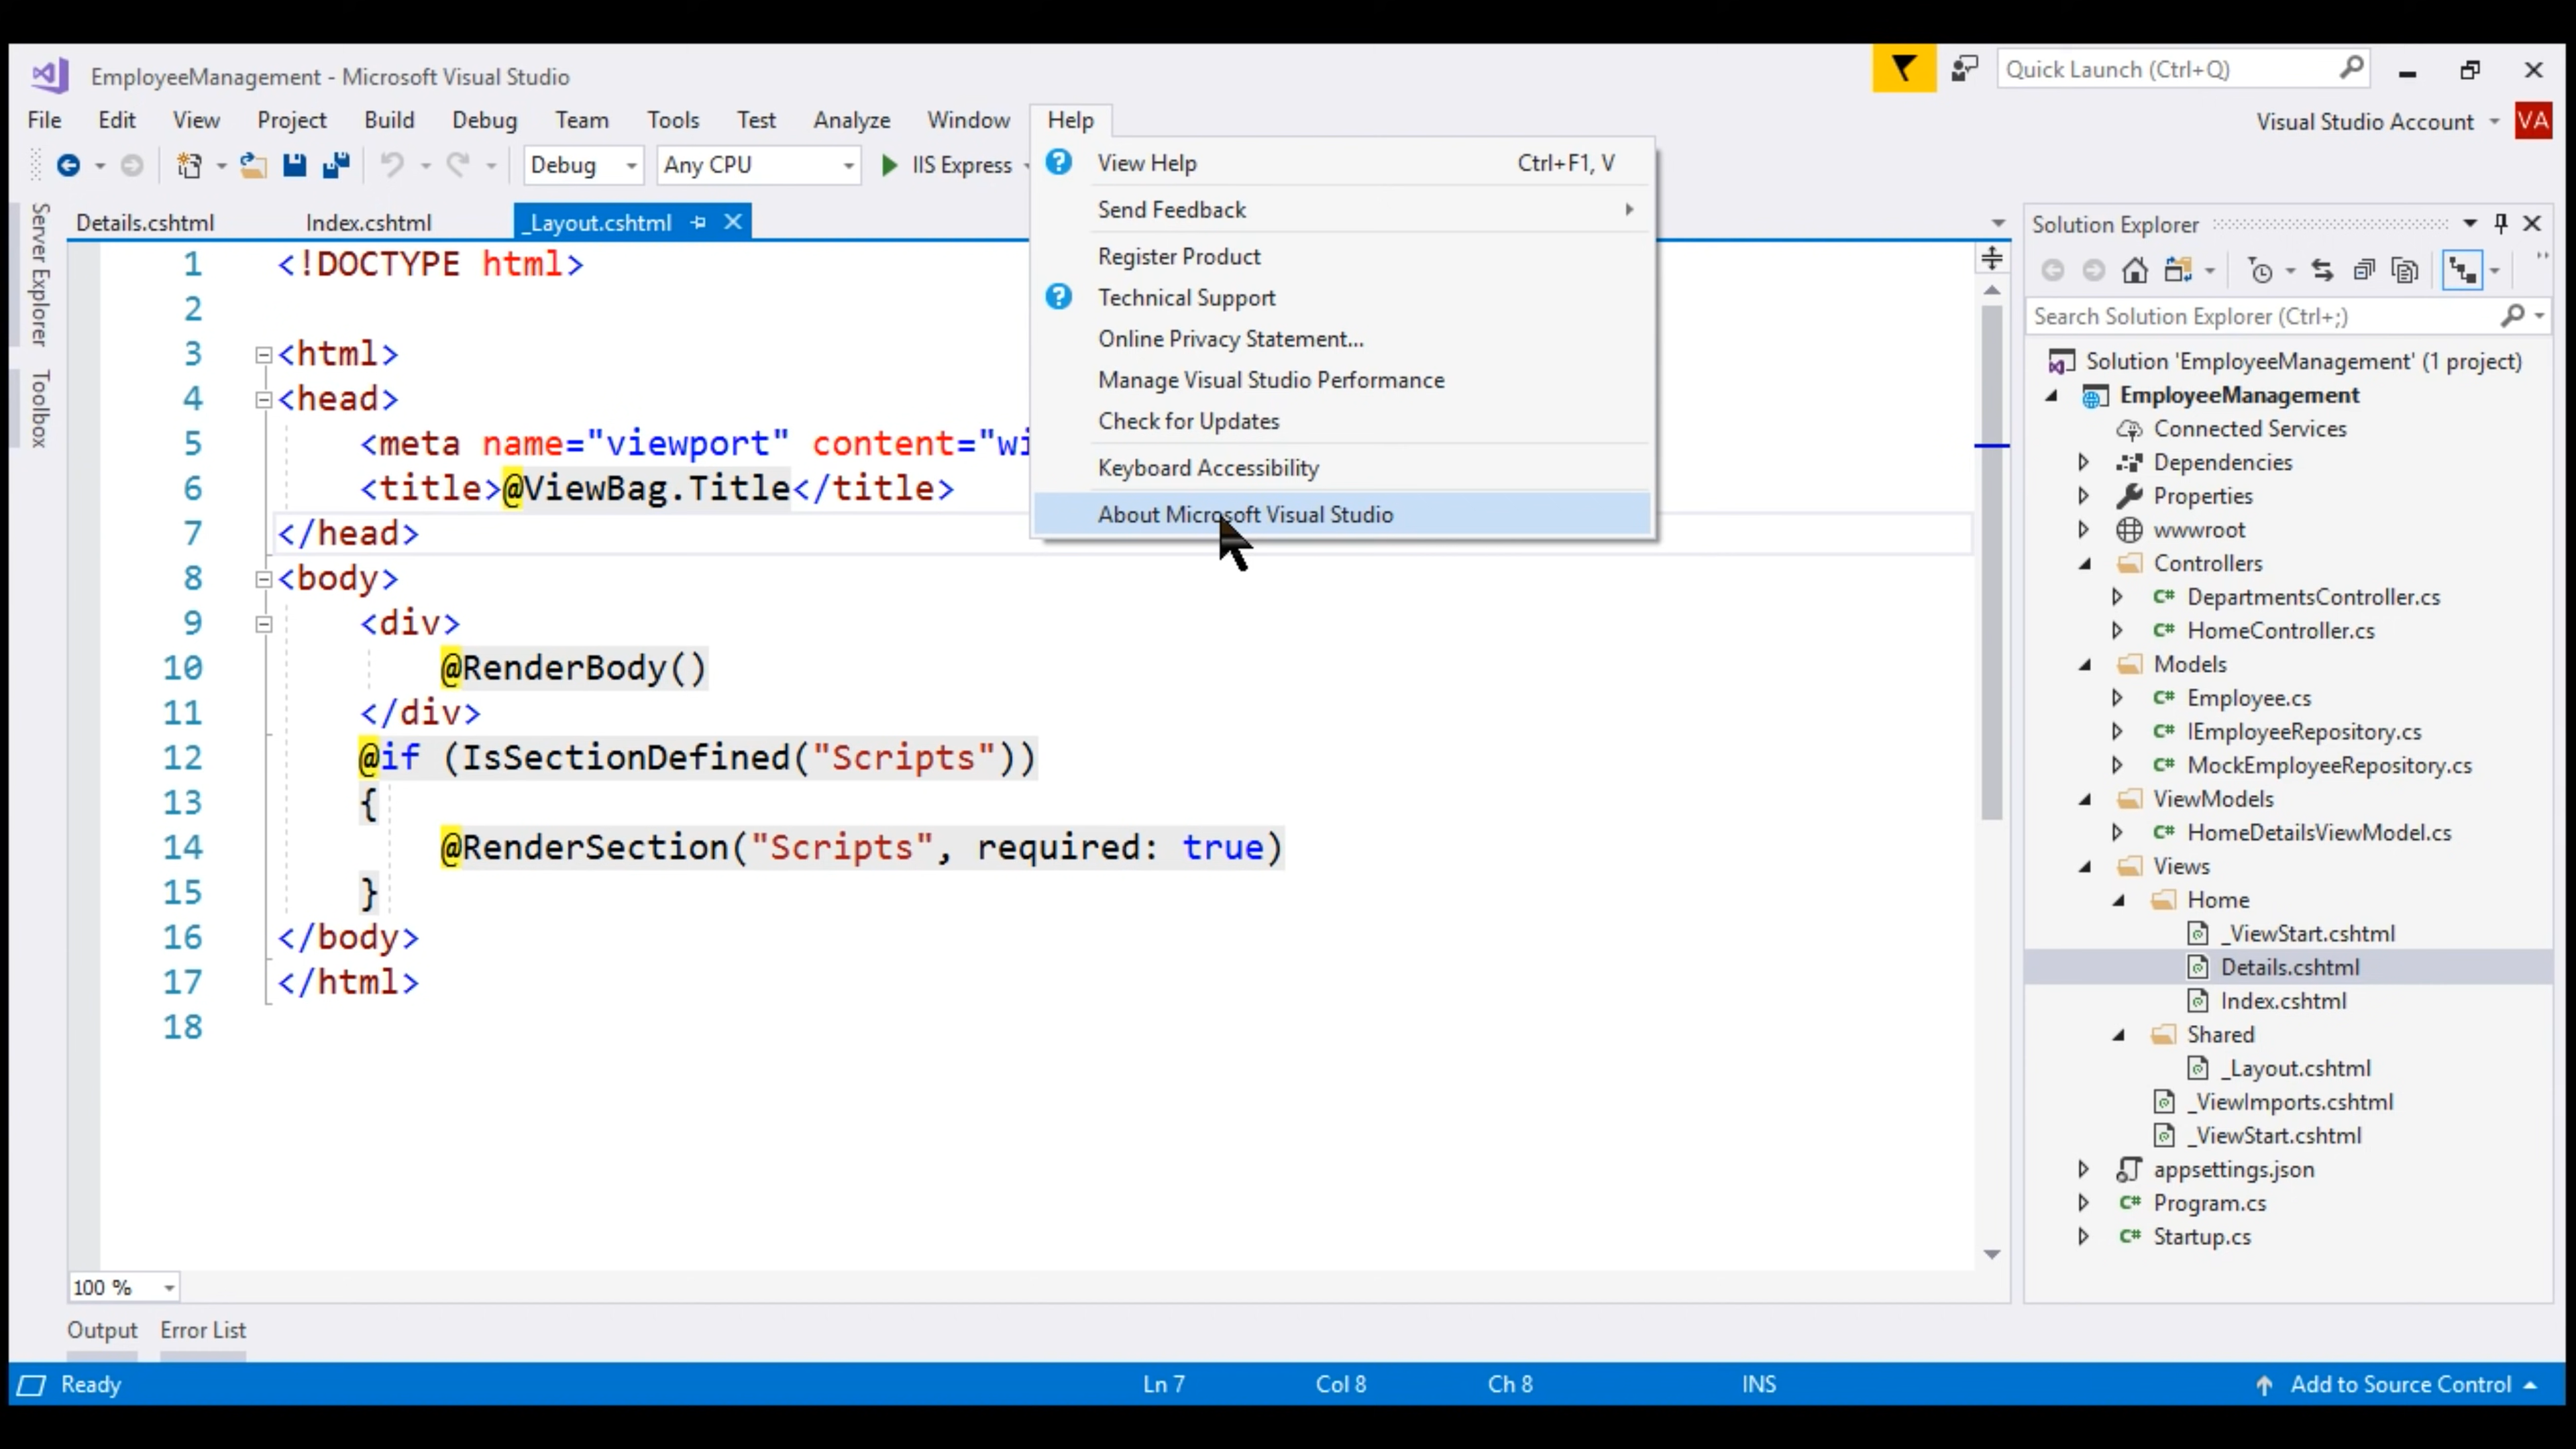 EmployeeManagement - Microsoft Visual Studio
Quick Launch (Ctrl+Q)
File Edit View Project Build Debug Team Tools Test Analyze Window Help
Visual Studio Account VA
Debug Any CPU IIS Express
View Help Ctrl+F1, V
Send Feedback
Register Product
Technical Support
Online Privacy Statement...
Manage Visual Studio Performance
Check for Updates
Keyboard Accessibility
About Microsoft Visual Studio
Server Explorer
Toolbox
Details.cshtml Index.cshtml _Layout.cshtml
1 <!DOCTYPE html>
2
3 <html>
4 <head>
5 <meta name="viewport" content="wi
6 <title>@ViewBag.Title</title>
7 </head>
8 <body>
9 <div>
10 @RenderBody()
11 </div>
12 @if (IsSectionDefined("Scripts"))
13 {
14 @RenderSection("Scripts", required: true)
15 }
16 </body>
17 </html>
18
100 %
Solution Explorer
Search Solution Explorer (Ctrl+;)
Solution 'EmployeeManagement' (1 project)
EmployeeManagement
Connected Services
Dependencies
Properties
wwwroot
Controllers
C# DepartmentsController.cs
C# HomeController.cs
Models
C# Employee.cs
C# IEmployeeRepository.cs
C# MockEmployeeRepository.cs
ViewModels
C# HomeDetailsViewModel.cs
Views
Home
_ViewStart.cshtml
Details.cshtml
Index.cshtml
Shared
_Layout.cshtml
_ViewImports.cshtml
_ViewStart.cshtml
appsettings.json
C# Program.cs
C# Startup.cs
Output Error List
Ready Ln 7 Col 8 Ch 8 INS Add to Source Control